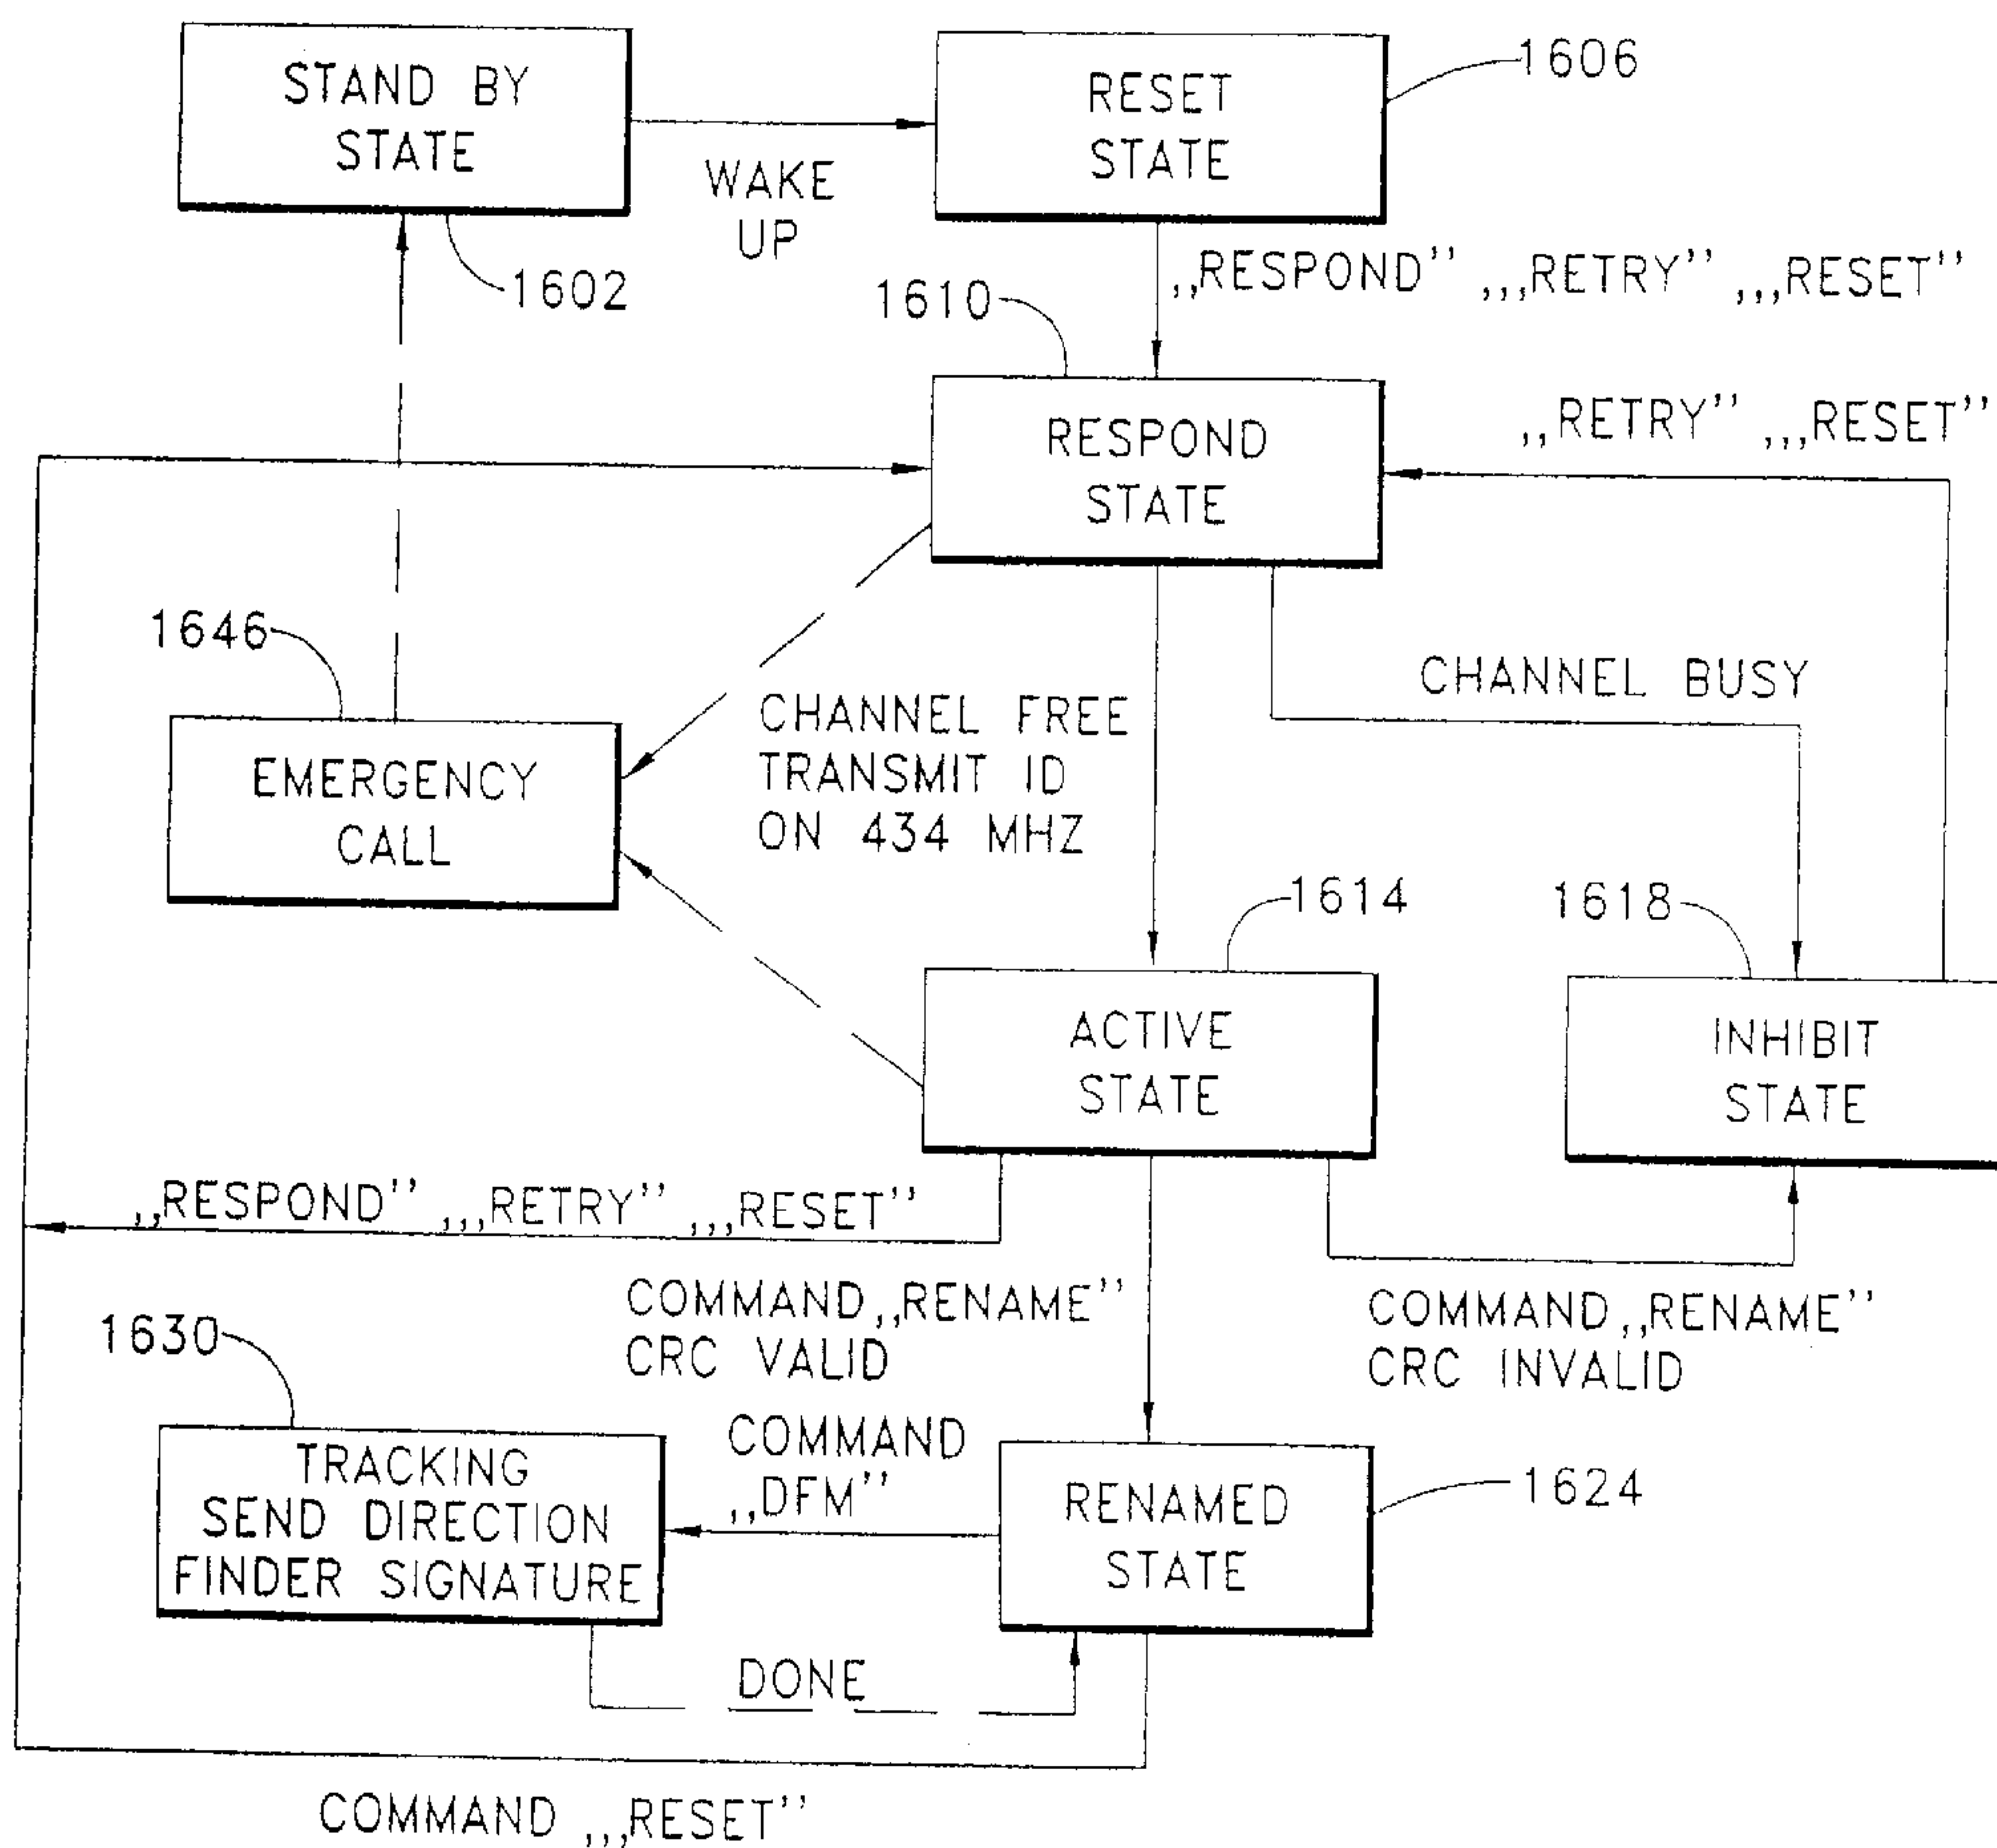 STAND BY
STATE
RESET
STATE
1606
WAKE
UP
1602
,,RESPOND” ,,,RETRY” ,,,RESET”
1610
RESPOND
STATE
,,RETRY” ,,,RESET”
1646
EMERGENCY
CALL
CHANNEL FREE
TRANSMIT ID
ON 434 MHZ
CHANNEL BUSY
1614
1618
ACTIVE
STATE
INHIBIT
STATE
,,RESPOND” ,,,RETRY” ,,,RESET”
COMMAND,,RENAME”
CRC VALID
COMMAND,,RENAME”
CRC INVALID
1630
TRACKING
SEND DIRECTION
FINDER SIGNATURE
COMMAND
,,DFM”
RENAMED
STATE
1624
DONE
COMMAND ,,,RESET”